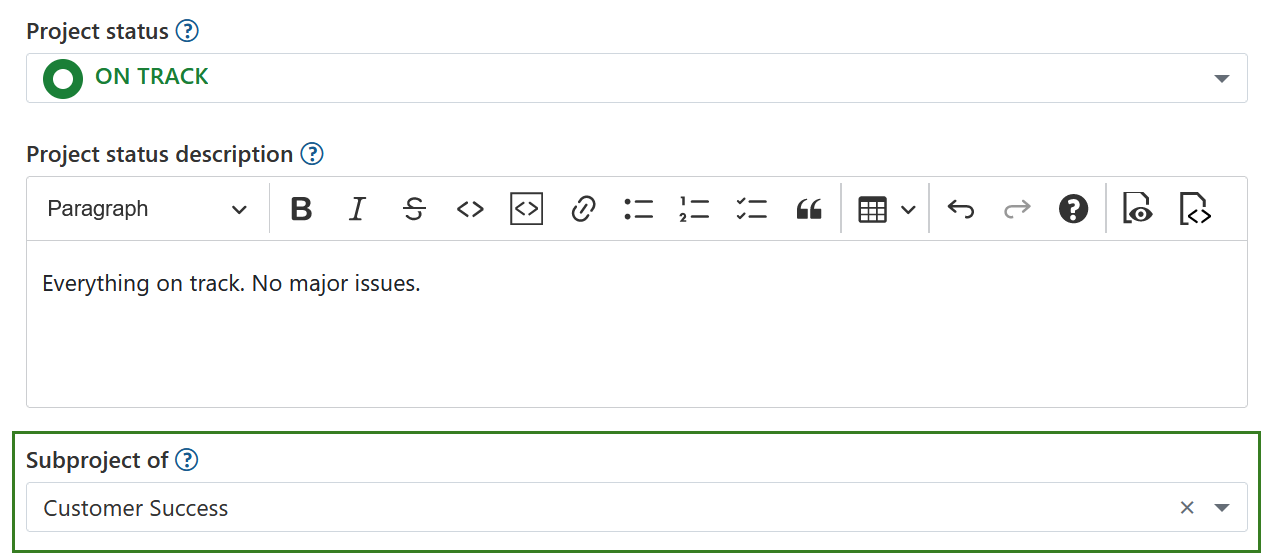 Project status
ON TRACK
Project status description
Paragraph
Everything on track. No major issues.
Subproject of
Customer Success